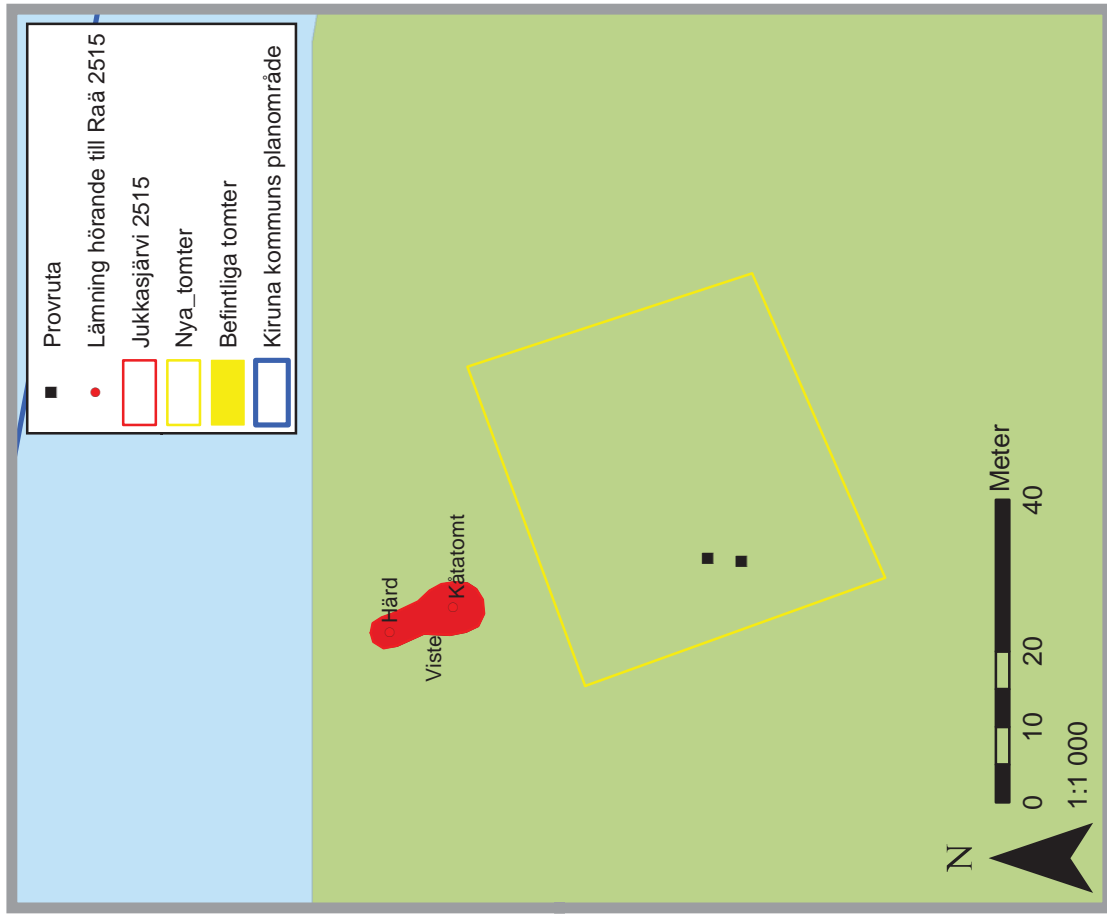 Provruta
Lämning hörande till Raä 2515
Jukkasjärvi 2515
Nya_tomter
Befintliga tomter
Kiruna kommuns planområde
Härd
Viste
Kåtatomt
N
Meter
0 10 20 40
1:1 000